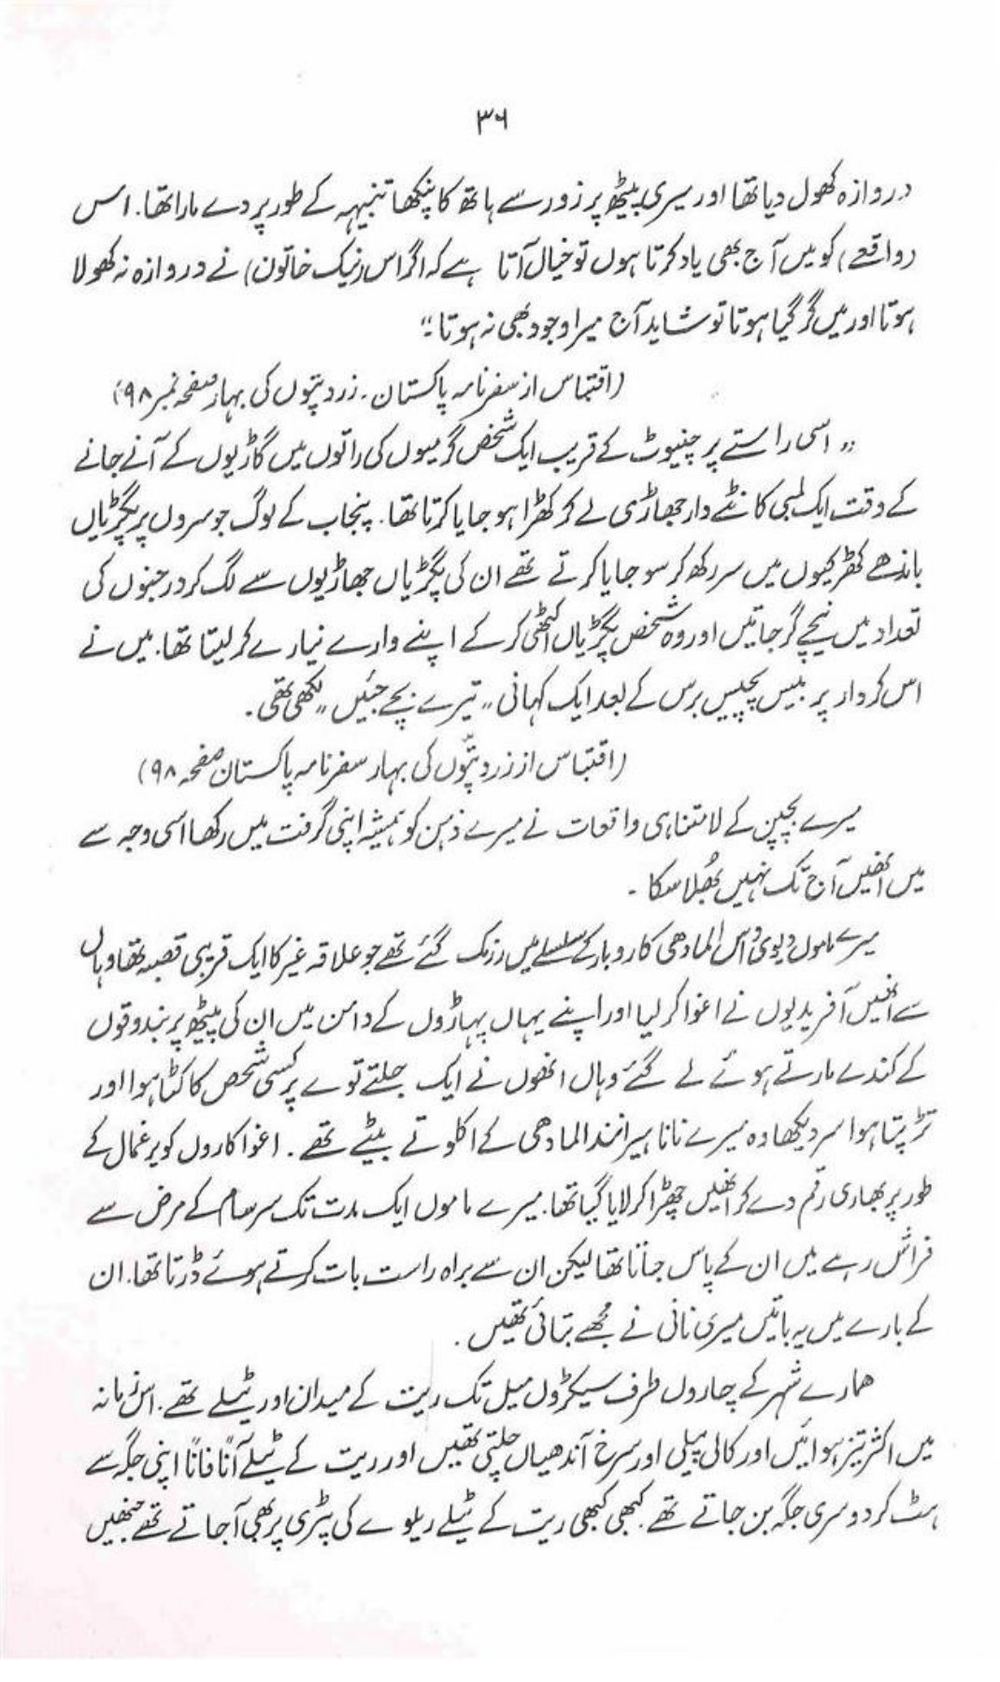 ۳۶
دروازہ کھول دیا تھا اور میری پیٹھ پر زور سے ہاتھ کا پنکھا تنبیہہ کے طور پر دے مارا تھا۔ اس
(واقعے) کو میں آج بھی یاد کرتا ہوں تو خیال آتا ہے کہ اگر اس (نیک خاتون) نے دروازہ نہ کھولا
ہوتا اور میں گر گیا ہوتا تو شاید آج میرا وجود بھی نہ ہوتا۔"
(اقتباس از سفرنامہ پاکستان۔ زرد پتوں کی بہار صفحہ نمبر ۹۸)
"اسی راستے پر چنیوٹ کے قریب ایک شخص گرمیوں کی راتوں میں گاڑیوں کے آنے جانے
کے وقت ایک لمبی کانٹے دار جھاڑی لے کر کھڑا ہو جایا کرتا تھا۔ پنجاب کے لوگ جو سروں پر پگڑیاں
باندھے کھڑکیوں میں سر رکھ کر سو جایا کرتے تھے ان کی پگڑیاں جھاڑیوں سے لگ کر درجنوں کی
تعداد میں نیچے گر جاتیں اور وہ شخص پگڑیاں اکٹھی کر کے اپنے وارے نیارے کر لیتا تھا۔ میں نے
اس کردار پر بیس پچیس برس کے بعد ایک کہانی "تیرے بچے جئیں" لکھی تھی۔
(اقتباس از زرد پتّوں کی بہار سفرنامہ پاکستان صفحہ ۹۸)
میرے بچپن کے لامتناہی واقعات نے میرے ذہن کو ہمیشہ اپنی گرفت میں رکھا اسی وجہ سے
میں انھیں آج تک نہیں بھُلا سکا۔
میرے ماموں دیوی داس المادھی کاروبار کے سلسلے میں رزمک گئے تھے جو علاقہ غیر کا ایک قریبی قصبہ تھا وہاں
سے انھیں آفریدیوں نے اغوا کر لیا اور اپنے یہاں پہاڑوں کے دامن میں ان کی پیٹھ پر بندوقوں
کے کندے مارتے ہوئے لے گئے وہاں انھوں نے ایک جلتے توے پر کسی شخص کا کٹا ہوا اور
تڑپتا ہوا سر دیکھا وہ میرے نانا ہیرانند المادھی کے اکلوتے بیٹے تھے۔ اغوا کاروں کو یرغمال کے
طور پر بھاری رقم دے کر انھیں چھڑا کر لایا گیا تھا۔ میرے ماموں ایک مدت تک سرسام کے مرض سے
فراش رہے میں ان کے پاس جاتا تھا لیکن ان سے براہ راست بات کرتے ہوئے ڈرتا تھا۔ ان
کے بارے میں یہ باتیں میری نانی نے مجھے بتائی تھیں۔
ہمارے شہر کے چاروں طرف سیکڑوں میل تک ریت کے میدان اور ٹیلے تھے۔ اس زمانہ
میں اکثر تیز ہوائیں اور کالی پیلی اور سرخ آندھیاں چلتی تھیں اور ریت کے ٹیلے آناً فاناً اپنی جگہ سے
ہٹ کر دوسری جگہ بن جاتے تھے۔ کبھی کبھی ریت کے ٹیلے ریلوے کی پٹری پر بھی آ جاتے تھے جنھیں